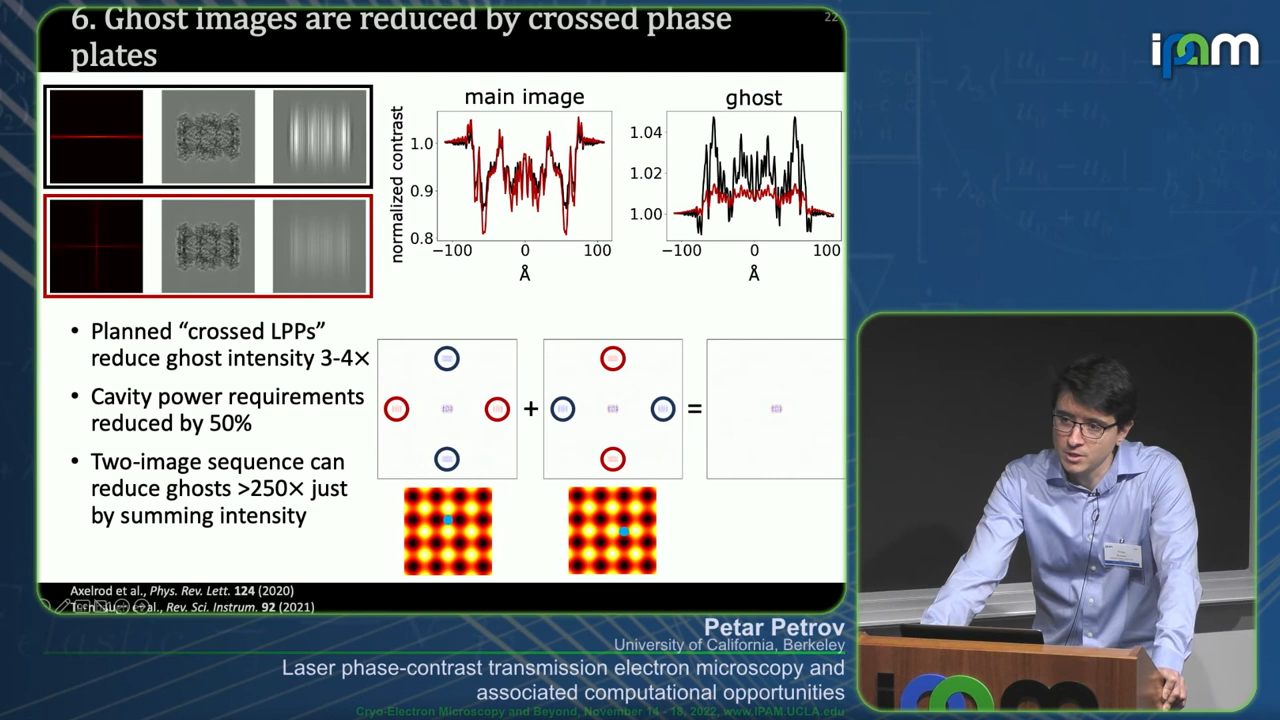 6. Ghost images are reduced by crossed phase
plates
22
ipam
main image
ghost
normalized contrast
1.0
0.9
0.8
−100
0
100
Å
1.04
1.02
1.00
−100
0
100
Å
• Planned “crossed LPPs”
reduce ghost intensity 3-4×
• Cavity power requirements
reduced by 50%
• Two-image sequence can
reduce ghosts >250× just
by summing intensity
+
=
Axelrod et al., Phys. Rev. Lett. 124 (2020)
et al., Rev. Sci. Instrum. 92 (2021)
Petar Petrov
University of California, Berkeley
Laser phase-contrast transmission electron microscopy and
associated computational opportunities
Cryo-Electron Microscopy and Beyond, November 14 - 18, 2022, www.IPAM.UCLA.edu